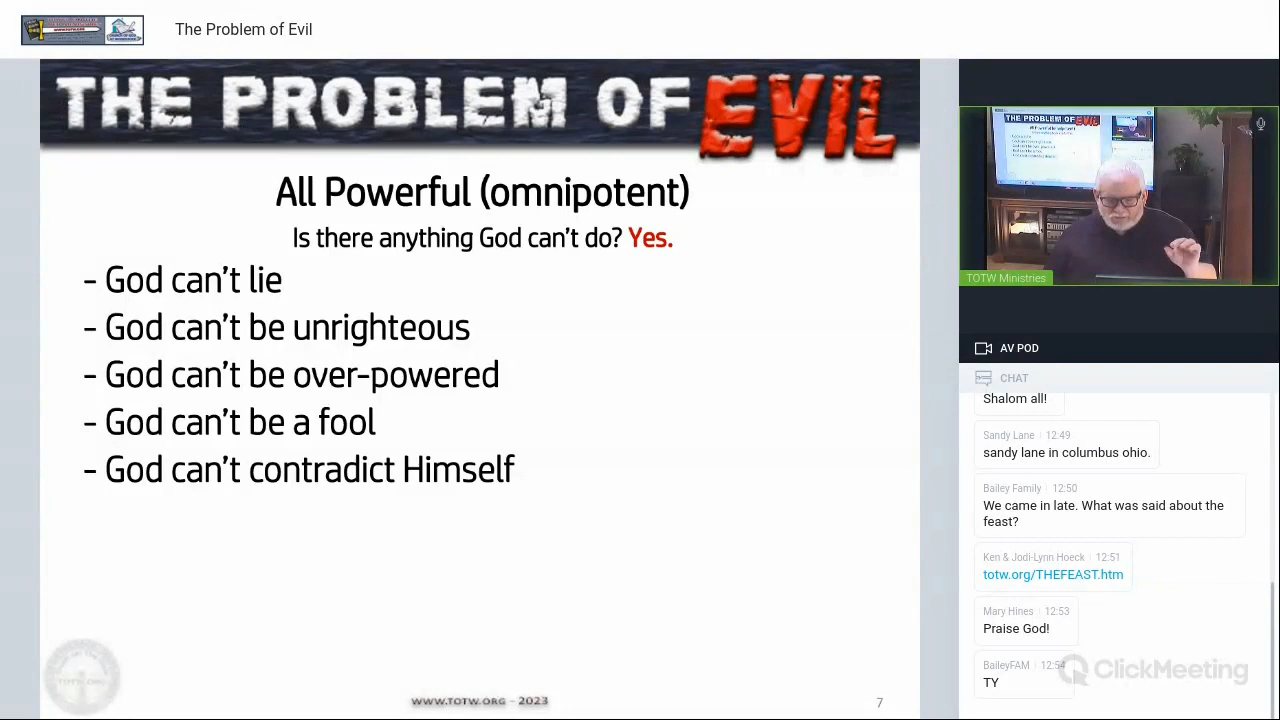 The Problem of Evil
THE PROBLEM OF EVIL
All Powerful (omnipotent)
Is there anything God can't do? Yes.
- God can't lie
- God can't be unrighteous
- God can't be over-powered
- God can't be a fool
- God can't contradict Himself
WWW.TOTW.ORG - 2023
7
THE PROBLEM OF EVIL
TOTW Ministries
AV POD
CHAT
Shalom all!
Sandy Lane 12:49
sandy lane in columbus ohio.
Bailey Family 12:50
We came in late. What was said about the
feast?
Ken & Jodi-Lynn Hoeck 12:51
totw.org/THEFEAST.htm
Mary Hines 12:53
Praise God!
BaileyFAM 12:54
TY
ClickMeeting